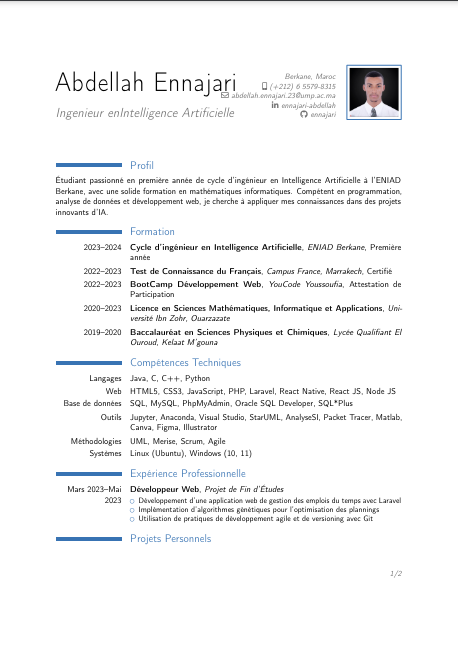 Abdellah Ennajari
Ingenieur enIntelligence Artificielle
Berkane, Maroc
(+212) 6 5579-8315
abdellah.ennajari.23@ump.ac.ma
ennajari-abdellah
ennajari
Profil
Étudiant passionné en première année de cycle d'ingénieur en Intelligence Artificielle à l'ENIAD
Berkane, avec une solide formation en mathématiques informatiques. Compétent en programmation,
analyse de données et développement web, je cherche à appliquer mes connaissances dans des projets
innovants d'IA.
Formation
2023–2024 Cycle d'ingénieur en Intelligence Artificielle, ENIAD Berkane, Première
année
2022–2023 Test de Connaissance du Français, Campus France, Marrakech, Certifié
2022–2023 BootCamp Développement Web, YouCode Youssoufia, Attestation de
Participation
2020–2023 Licence en Sciences Mathématiques, Informatique et Applications, Uni-
versité Ibn Zohr, Ouarzazate
2019–2020 Baccalauréat en Sciences Physiques et Chimiques, Lycée Qualifiant El
Ouroud, Kelaat M'gouna
Compétences Techniques
Langages Java, C, C++, Python
Web HTML5, CSS3, JavaScript, PHP, Laravel, React Native, React JS, Node JS
Base de données SQL, MySQL, PhpMyAdmin, Oracle SQL Developer, SQL*Plus
Outils Jupyter, Anaconda, Visual Studio, StarUML, AnalyseSI, Packet Tracer, Matlab,
Canva, Figma, Illustrator
Méthodologies UML, Merise, Scrum, Agile
Systèmes Linux (Ubuntu), Windows (10, 11)
Expérience Professionnelle
Mars 2023–Mai Développeur Web, Projet de Fin d'Études
2023 Développement d'une application web de gestion des emplois du temps avec Laravel
Implémentation d'algorithmes génétiques pour l'optimisation des plannings
Utilisation de pratiques de développement agile et de versioning avec Git
Projets Personnels
1/2